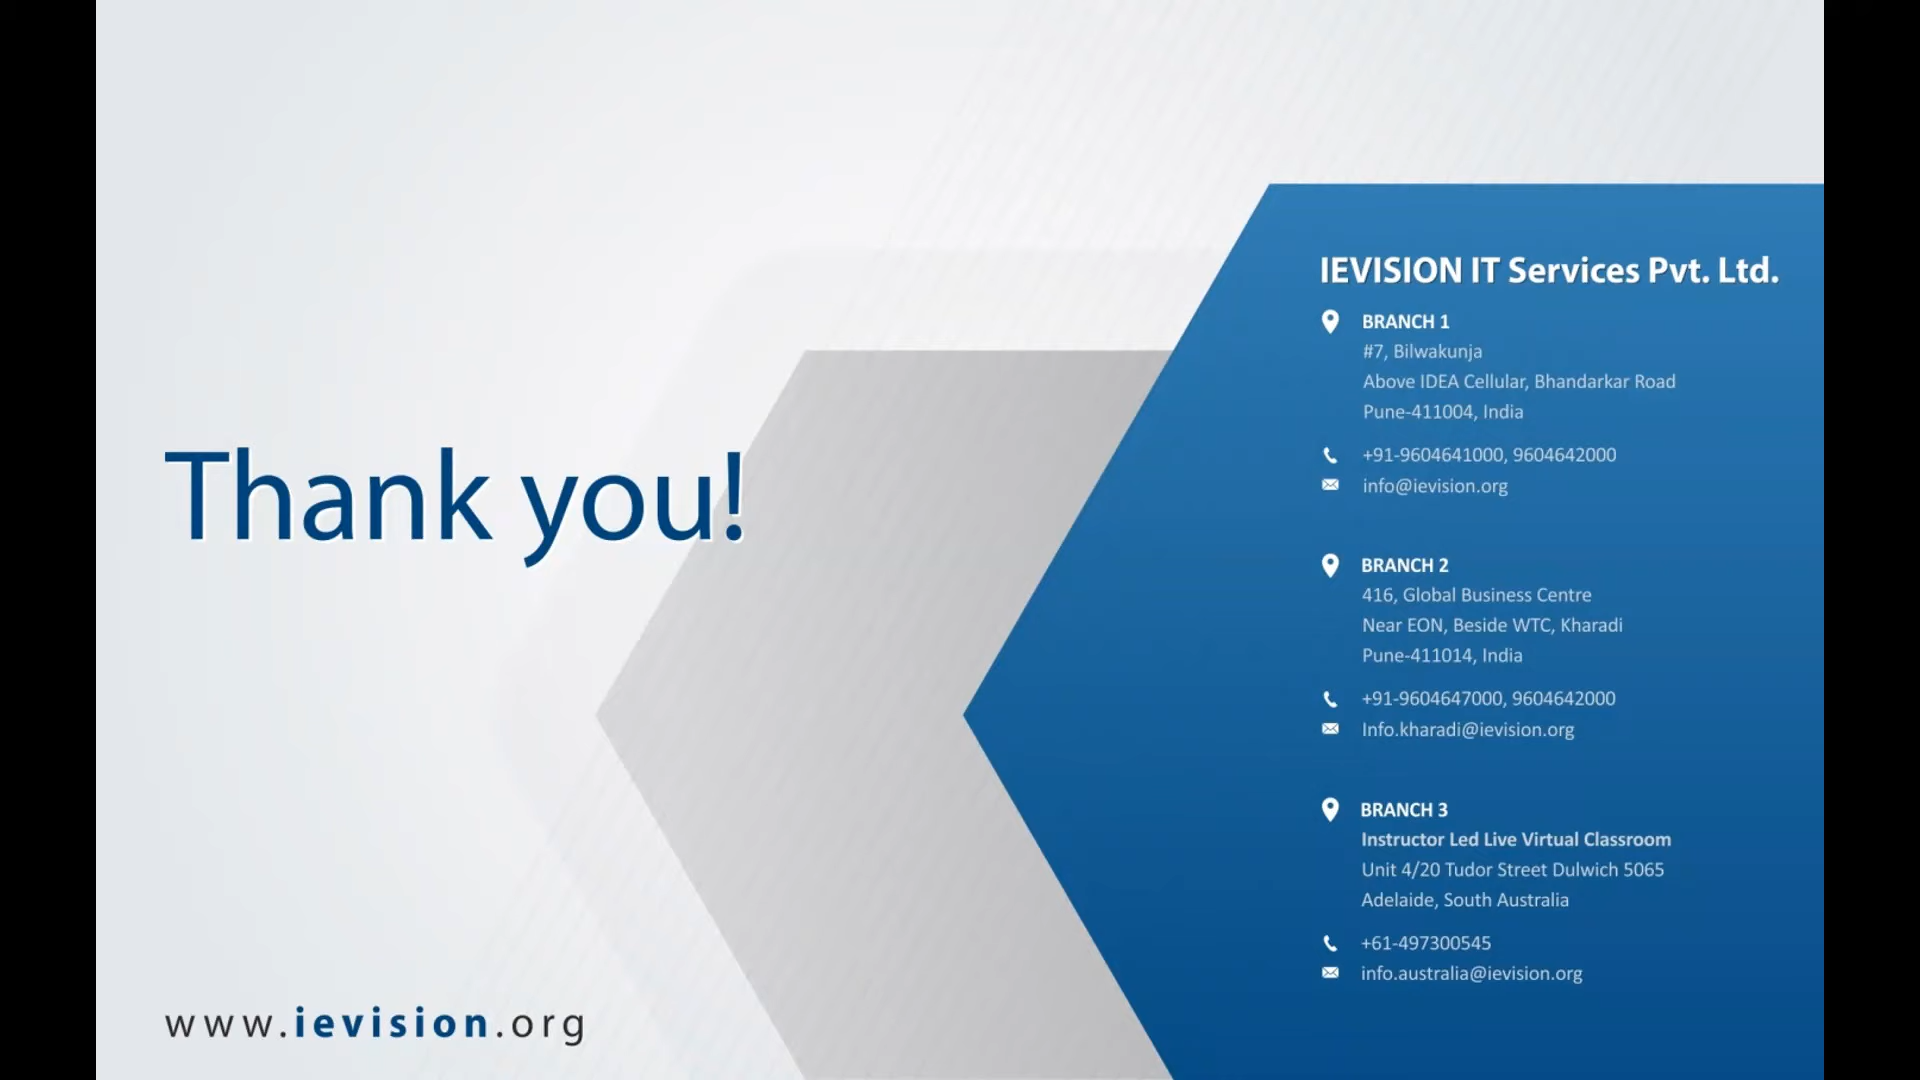 Thank you!
www.ievision.org
IEVISION IT Services Pvt. Ltd.
BRANCH 1
#7, Bilwakunja
Above IDEA Cellular, Bhandarkar Road
Pune-411004, India
+91-9604641000, 9604642000
info@ievision.org
BRANCH 2
416, Global Business Centre
Near EON, Beside WTC, Kharadi
Pune-411014, India
+91-9604647000, 9604642000
Info.kharadi@ievision.org
BRANCH 3
Instructor Led Live Virtual Classroom
Unit 4/20 Tudor Street Dulwich 5065
Adelaide, South Australia
+61-497300545
info.australia@ievision.org